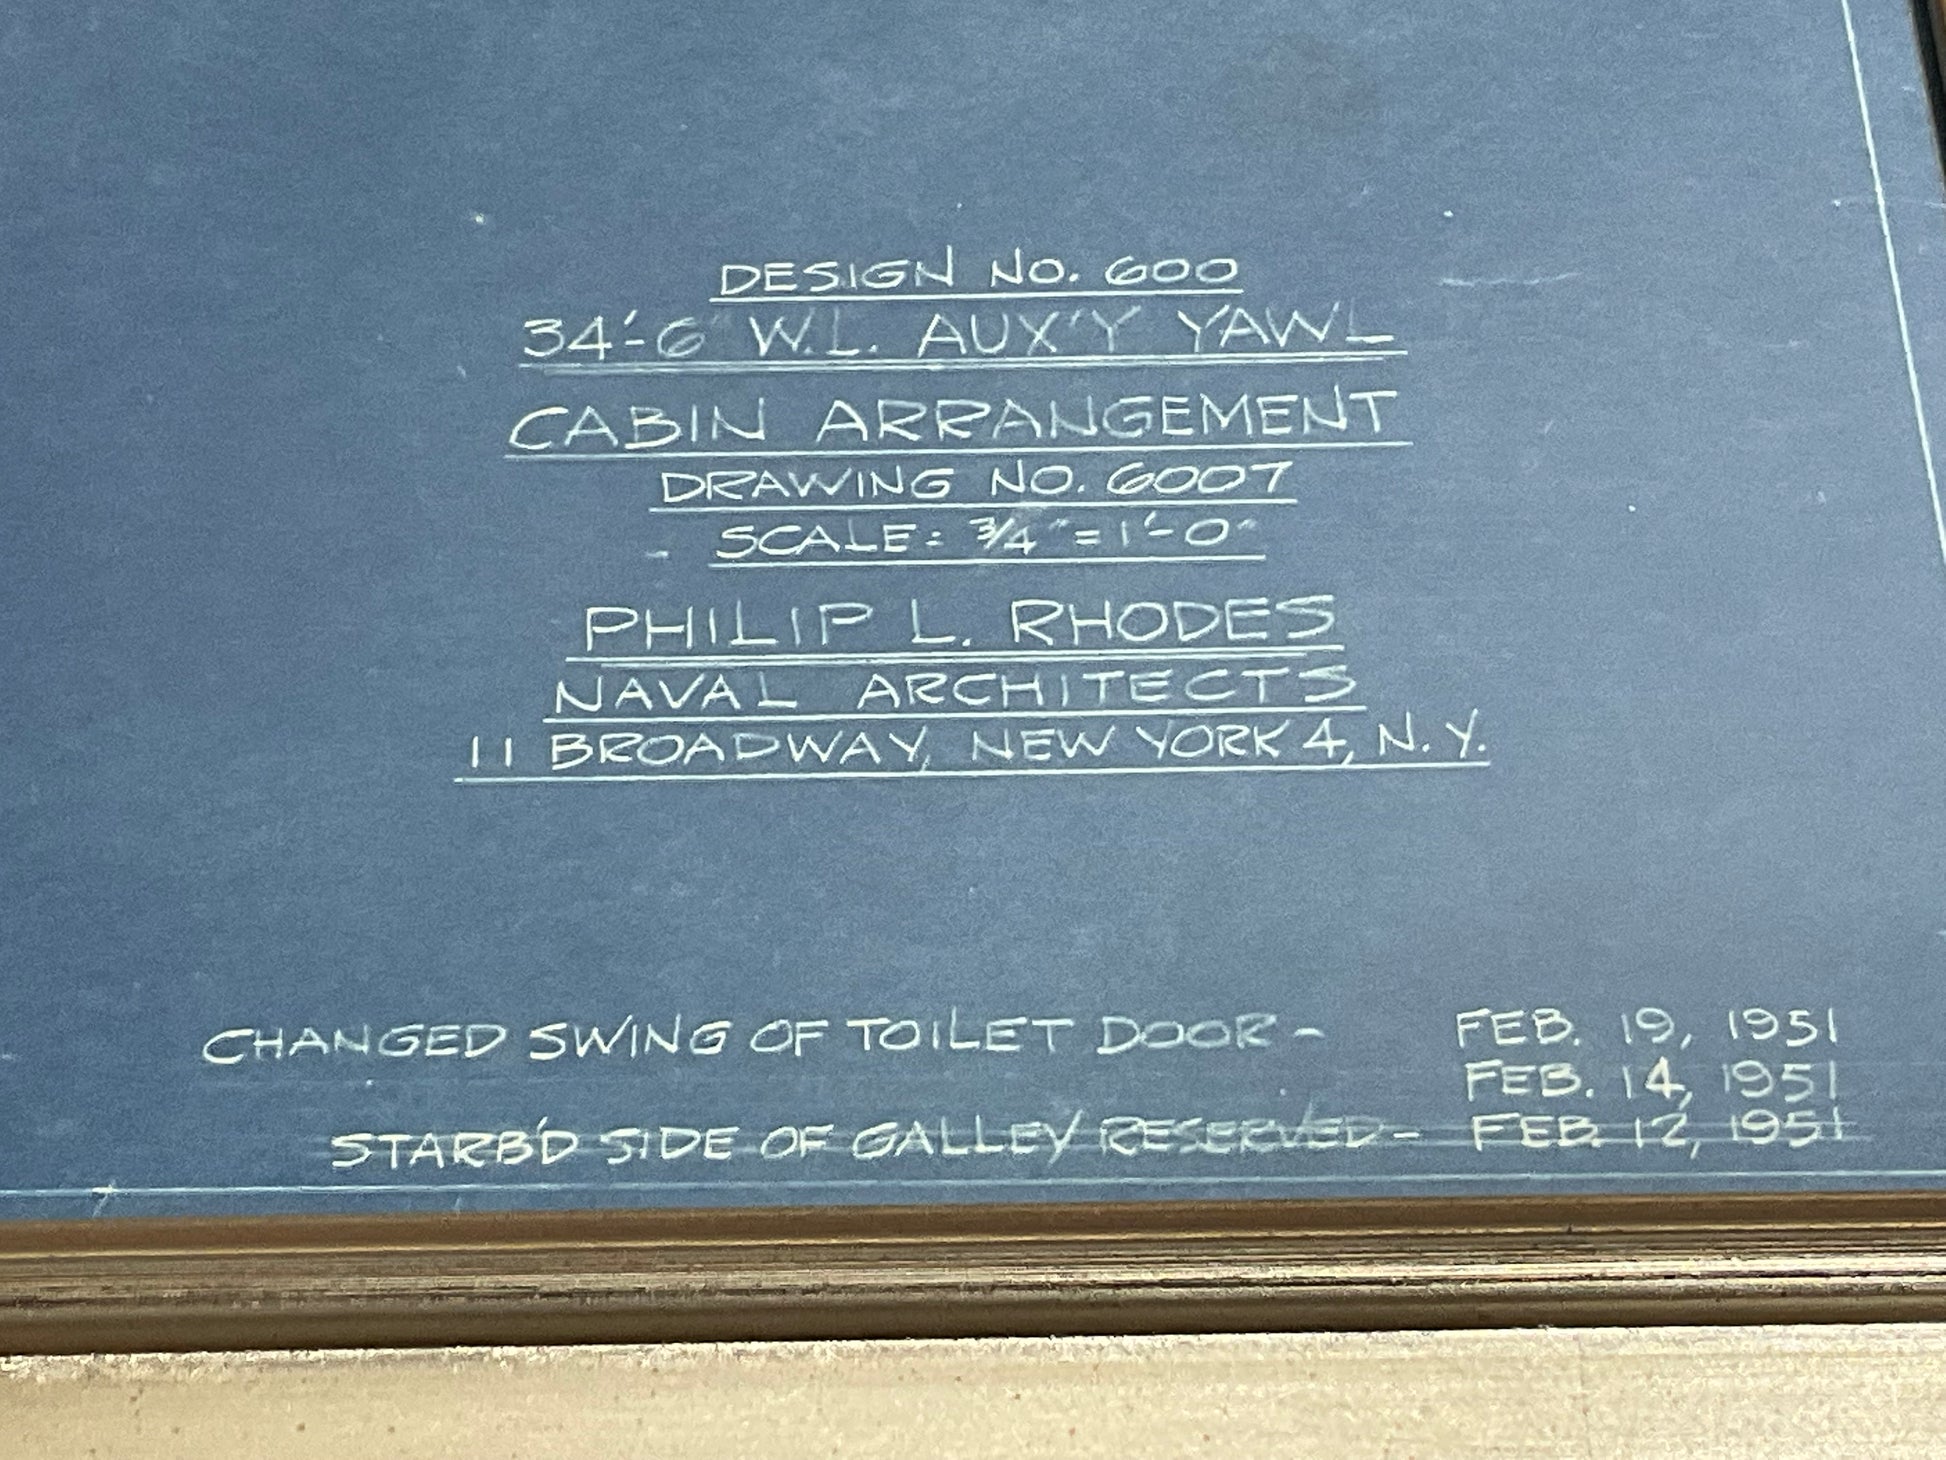 DESIGN NO. 600
34'-6" W.L. AUX'Y YAWL
CABIN ARRANGEMENT
DRAWING NO. 6007
SCALE: 3/4" = 1'-0"
PHILIP L. RHODES
NAVAL ARCHITECTS
11 BROADWAY, NEW YORK 4, N.Y.
CHANGED SWING OF TOILET DOOR - FEB. 19, 1951
FEB. 14, 1951
STARB'D SIDE OF GALLEY RESERVED - FEB. 12, 1951